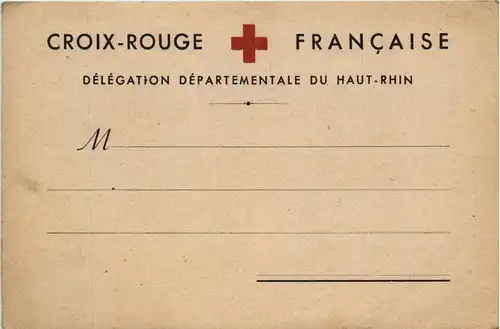 CROIX-ROUGE FRANÇAISE
DÉLÉGATION DÉPARTEMENTALE DU HAUT-RHIN
M